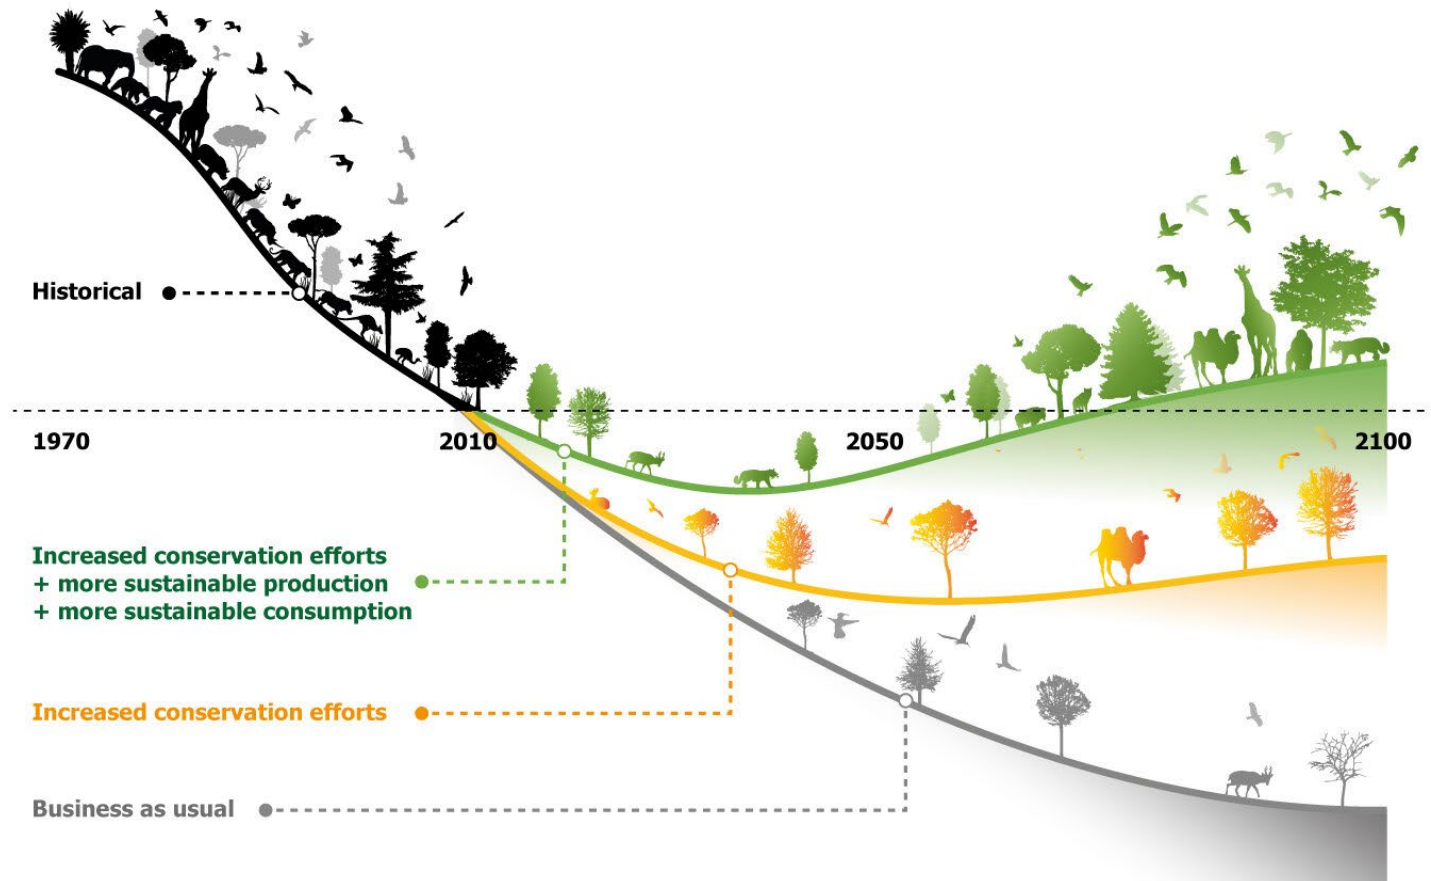 Historical
1970
2010
2050
2100
Increased conservation efforts
+ more sustainable production
+ more sustainable consumption
Increased conservation efforts
Business as usual